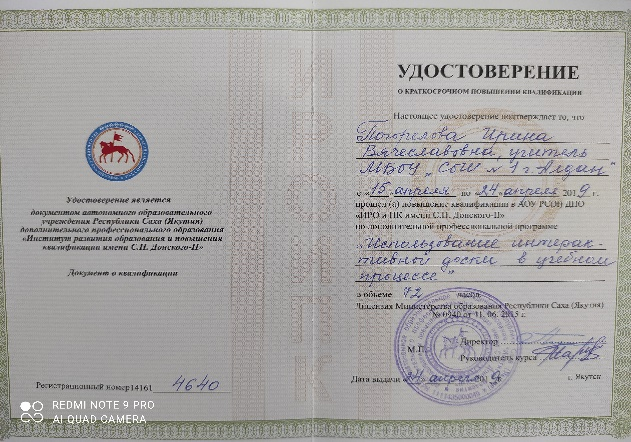 Удостоверение является
документом автономного образовательного
учреждения Республики Саха (Якутия)
дополнительного профессионального образования
«Институт развития образования и повышения
квалификации имени С.Н. Донского-II»
Документ о квалификации
Регистрационный номер14161 4640
УДОСТОВЕРЕНИЕ
О КРАТКОСРОЧНОМ ПОВЫШЕНИИ КВАЛИФИКАЦИИ
Настоящее удостоверение подтверждает то, что
Ирина
Вячеславовна, учитель
МБОУ „СОШ №1 г. Алдан"
с «15 апреля по 24 апреля 2019 г.
прошел(а) повышение квалификации в АОУ РС(Я) ДПО
«ИРО и ПК имени С.Н. Донского-II»
по дополнительной профессиональной программе
„Использование интерак-
тивной доски в учебном
процессе"
в объеме 72 часов.
Лицензия Министерства образования Республики Саха (Якутия)
№ 0940 от 11. 06. 2015 г.
Директор
М.П.
Руководитель курса
Дата выдачи «24 апреля 2019 г.
г. Якутск
REDMI NOTE 9 PRO
AI QUAD CAMERA